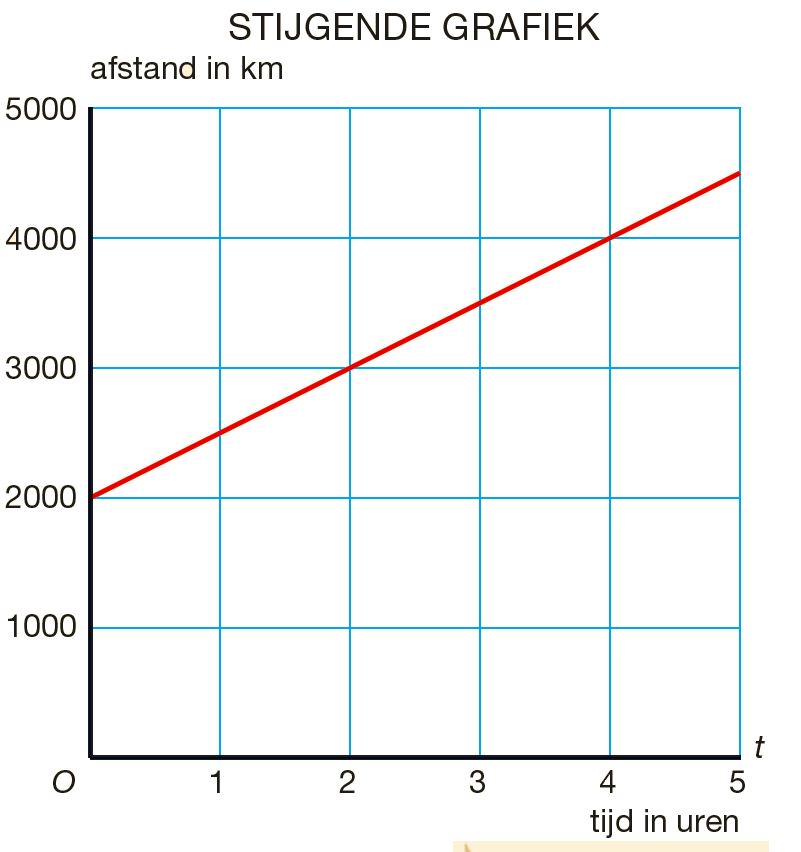 STIJGENDE GRAFIEK
afstand in km
5000
4000
3000
2000
1000
t
O 1 2 3 4 5
tijd in uren